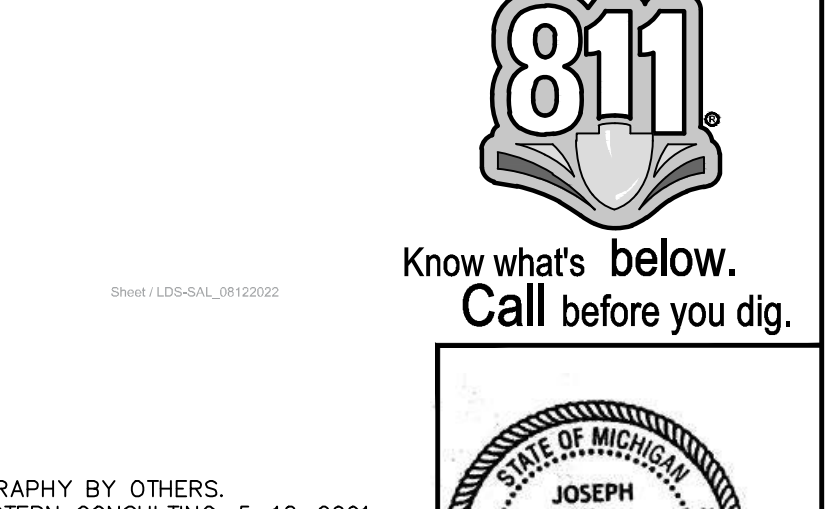 811®
Know what's below.
Call before you dig.
Sheet / LDS-SAL_08122022
STATE OF MICHIGAN
JOSEPH
RAPHY BY OTHERS.